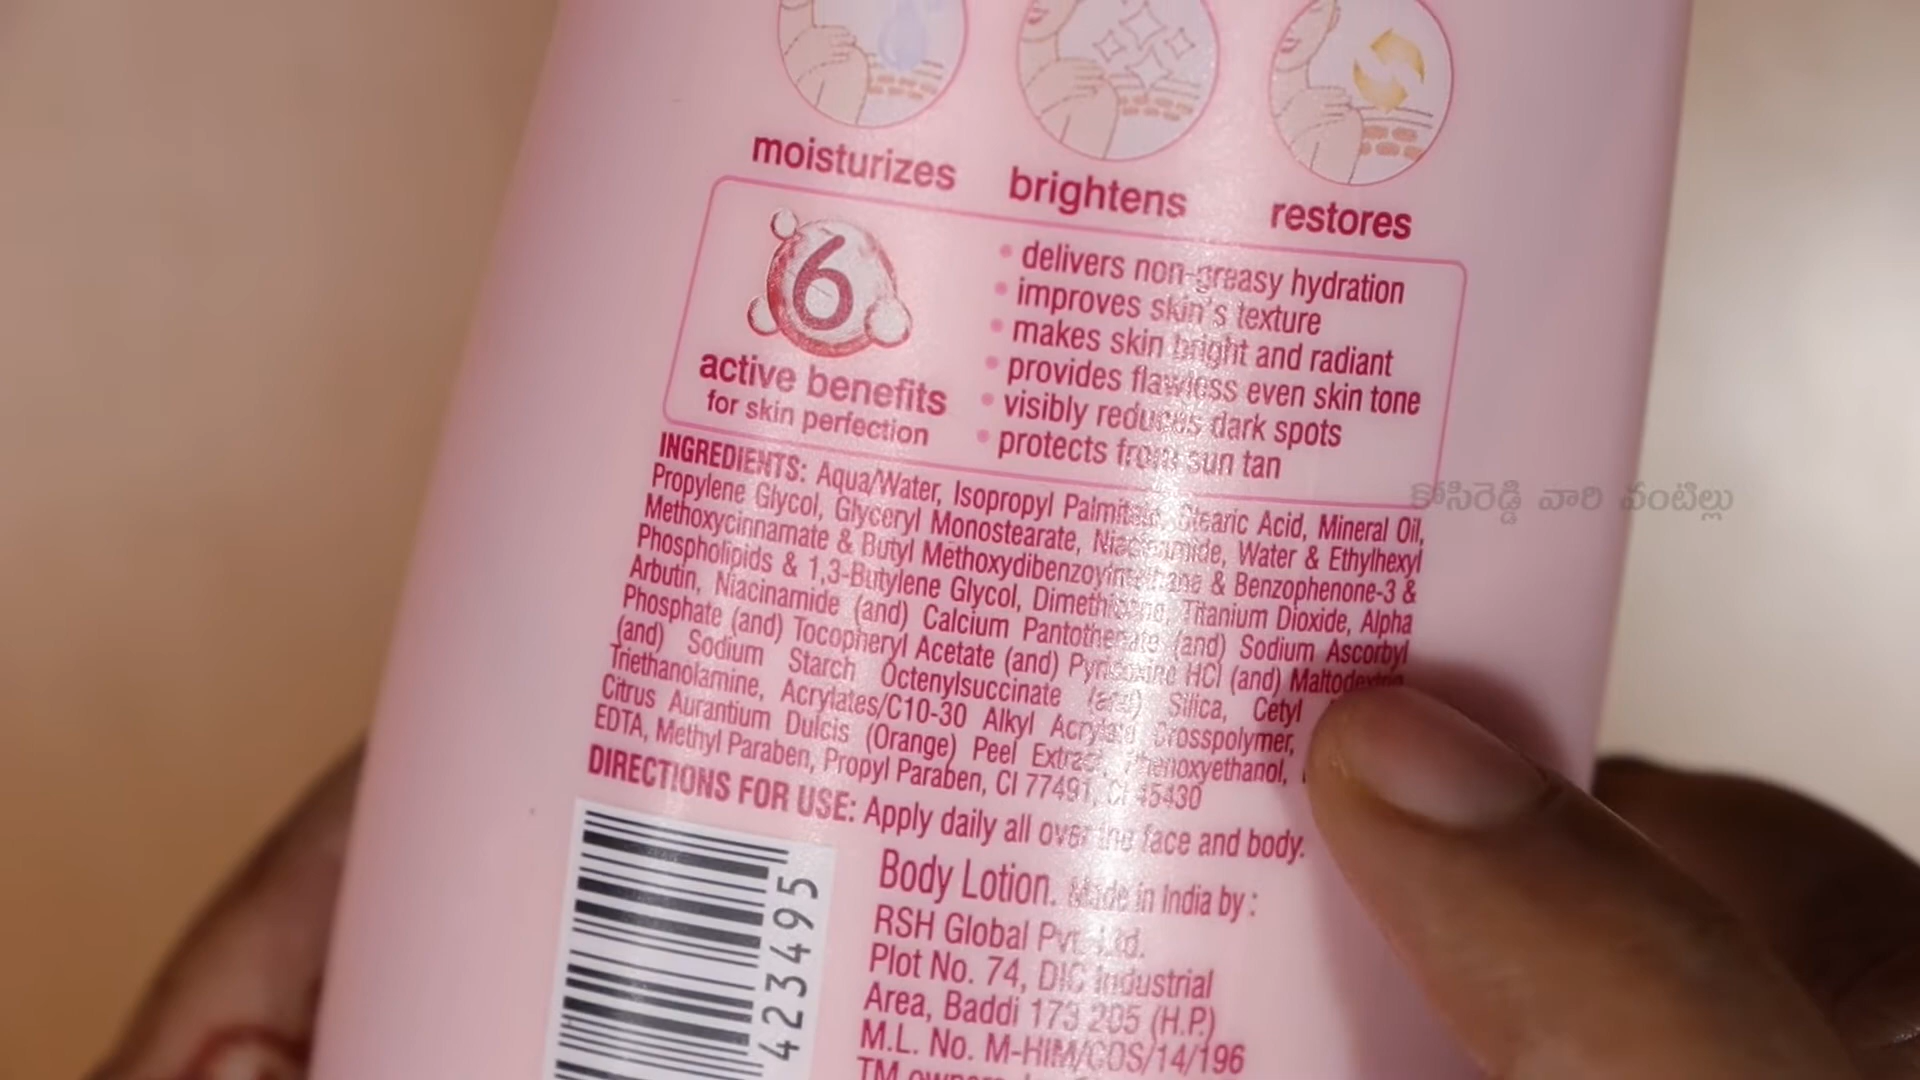 moisturizes
brightens
restores
6
active benefits
for skin perfection
• delivers non-greasy hydration
• improves skin's texture
• makes skin bright and radiant
• provides flawless even skin tone
• visibly reduces dark spots
• protects from sun tan
INGREDIENTS: Aqua/Water, Isopropyl Palmitate, Stearic Acid, Mineral Oil,
Propylene Glycol, Glyceryl Monostearate, Niacinamide, Water & Ethylhexyl
Methoxycinnamate & Butyl Methoxydibenzoylmethane & Benzophenone-3 &
Phospholipids & 1,3-Butylene Glycol, Dimethicone, Titanium Dioxide, Alpha
Arbutin, Niacinamide (and) Calcium Pantothenate (and) Sodium Ascorbyl
Phosphate (and) Tocopheryl Acetate (and) Pyridoxine HCl (and) Maltodextrin
(and) Sodium Starch Octenylsuccinate (and) Silica, Cetyl
Triethanolamine, Acrylates/C10-30 Alkyl Acrylate Crosspolymer,
Citrus Aurantium Dulcis (Orange) Peel Extract, Phenoxyethanol,
EDTA, Methyl Paraben, Propyl Paraben, CI 77491, CI 45430
DIRECTIONS FOR USE: Apply daily all over the face and body.
Body Lotion. Made in India by :
RSH Global Pvt. Ltd.
Plot No. 74, DIC Industrial
Area, Baddi 173 205 (H.P.)
M.L. No. M-HIM/COS/14/196
TM
423495
కోసిరెడ్డి వారి వంటిల్లు